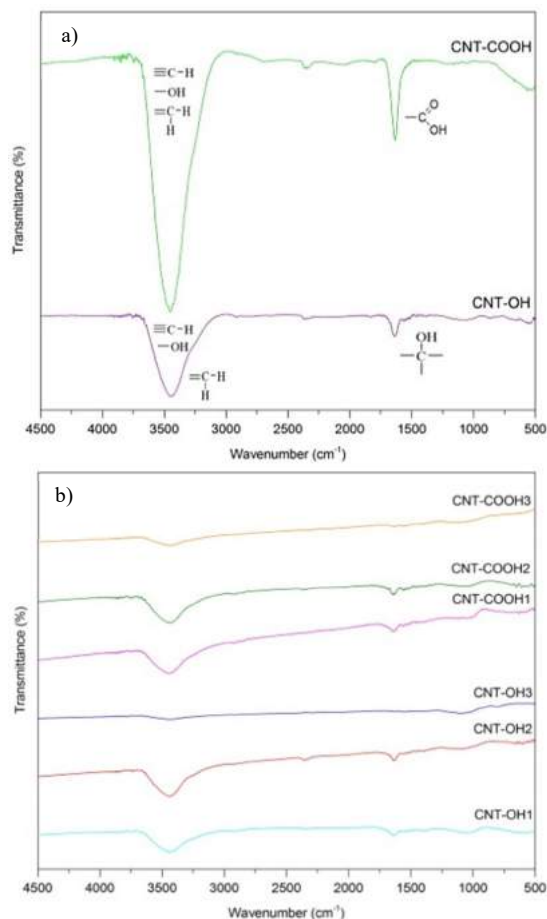 a)
CNT-COOH
≡C−H
−OH
=C−H
H
−C
O
OH
CNT-OH
≡C−H
−OH
=C−H
H
OH
−C−
Transmittance (%)
4500 4000 3500 3000 2500 2000 1500 1000 500
Wavenumber (cm-1)
b)
CNT-COOH3
CNT-COOH2
CNT-COOH1
CNT-OH3
CNT-OH2
CNT-OH1
Transmittance (%)
4500 4000 3500 3000 2500 2000 1500 1000 500
Wavenumber (cm-1)